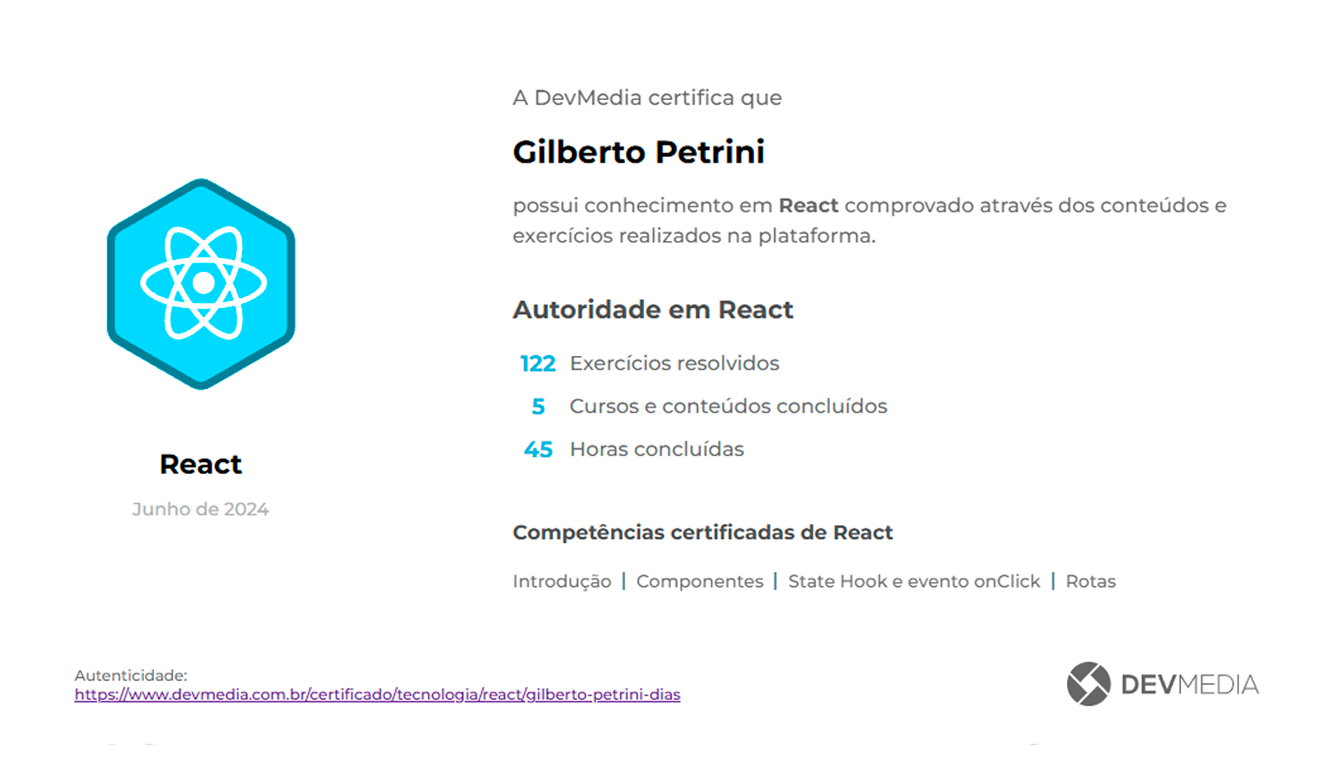 A DevMedia certifica que
Gilberto Petrini
possui conhecimento em React comprovado através dos conteúdos e
exercícios realizados na plataforma.
Autoridade em React
122 Exercícios resolvidos
5 Cursos e conteúdos concluídos
45 Horas concluídas
React
Junho de 2024
Competências certificadas de React
Introdução | Componentes | State Hook e evento onClick | Rotas
Autenticidade:
https://www.devmedia.com.br/certificado/tecnologia/react/gilberto-petrini-dias
DEVMEDIA